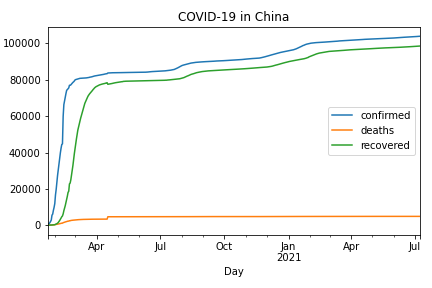 COVID-19 in China
100000
80000
60000
40000
20000
0
confirmed
deaths
recovered
Apr Jul Oct Jan Apr Jul
2021
Day